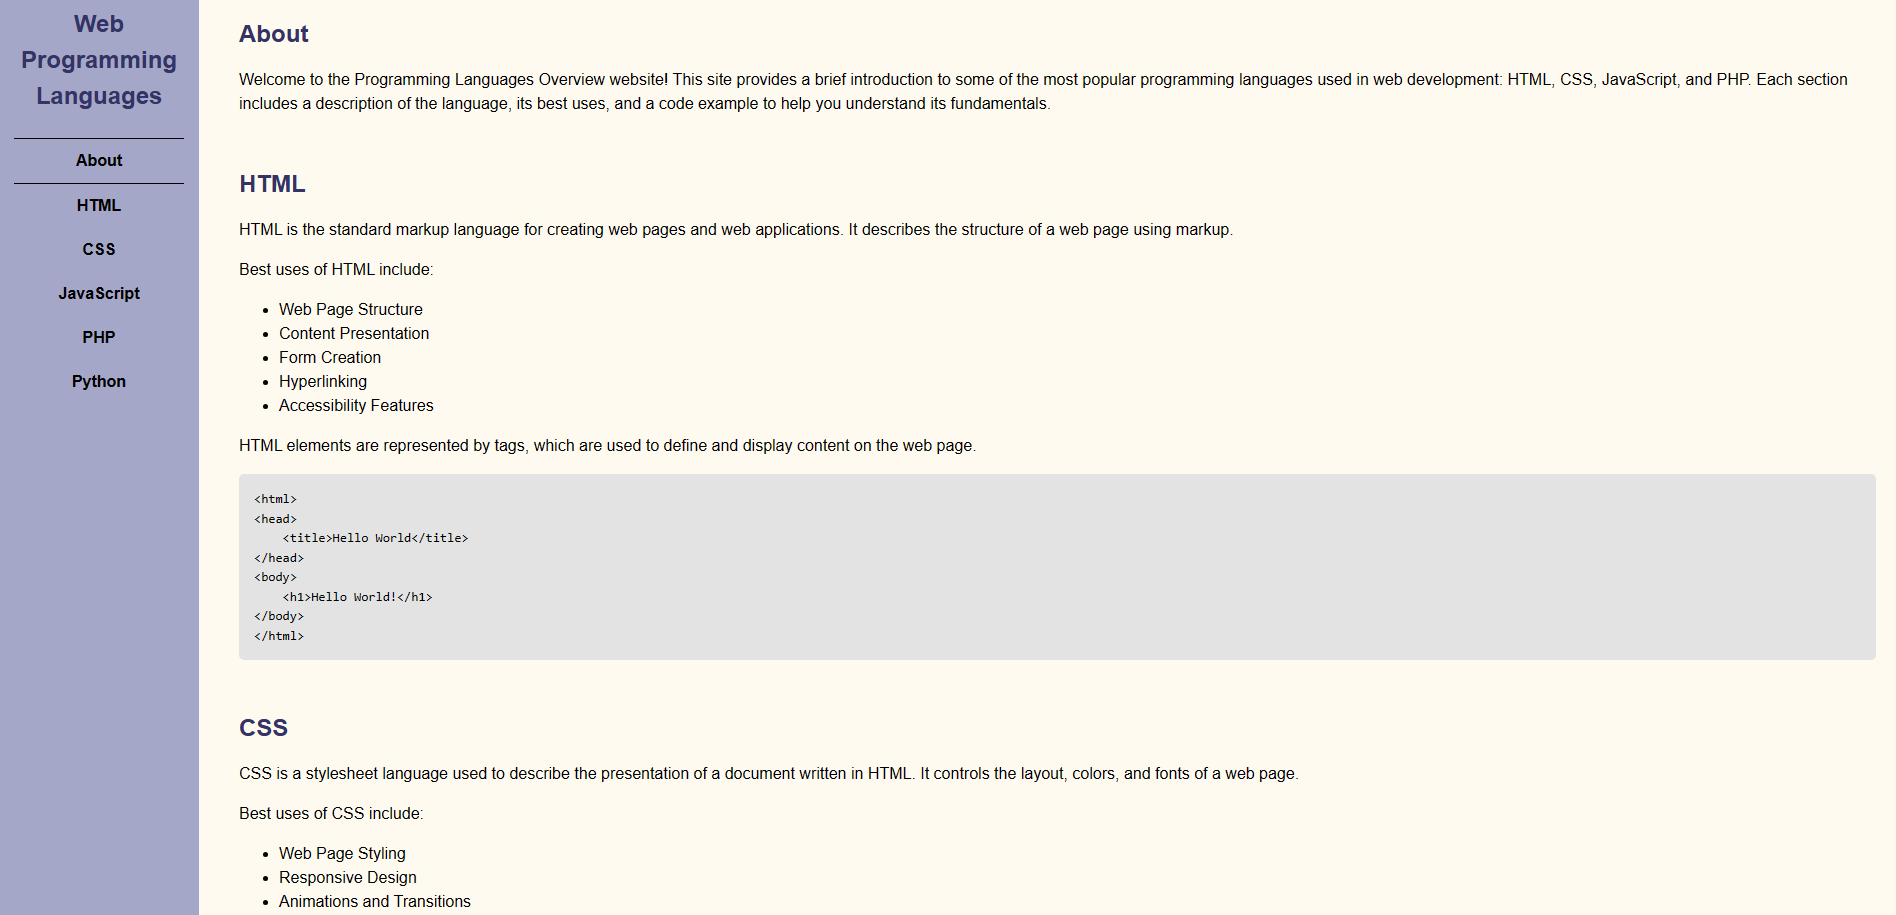 Web
Programming
Languages
About
HTML
CSS
JavaScript
PHP
Python
About
Welcome to the Programming Languages Overview website! This site provides a brief introduction to some of the most popular programming languages used in web development: HTML, CSS, JavaScript, and PHP. Each section
includes a description of the language, its best uses, and a code example to help you understand its fundamentals.
HTML
HTML is the standard markup language for creating web pages and web applications. It describes the structure of a web page using markup.
Best uses of HTML include:
• Web Page Structure
• Content Presentation
• Form Creation
• Hyperlinking
• Accessibility Features
HTML elements are represented by tags, which are used to define and display content on the web page.
<html>
<head>
    <title>Hello World</title>
</head>
<body>
    <h1>Hello World!</h1>
</body>
</html>
CSS
CSS is a stylesheet language used to describe the presentation of a document written in HTML. It controls the layout, colors, and fonts of a web page.
Best uses of CSS include:
• Web Page Styling
• Responsive Design
• Animations and Transitions